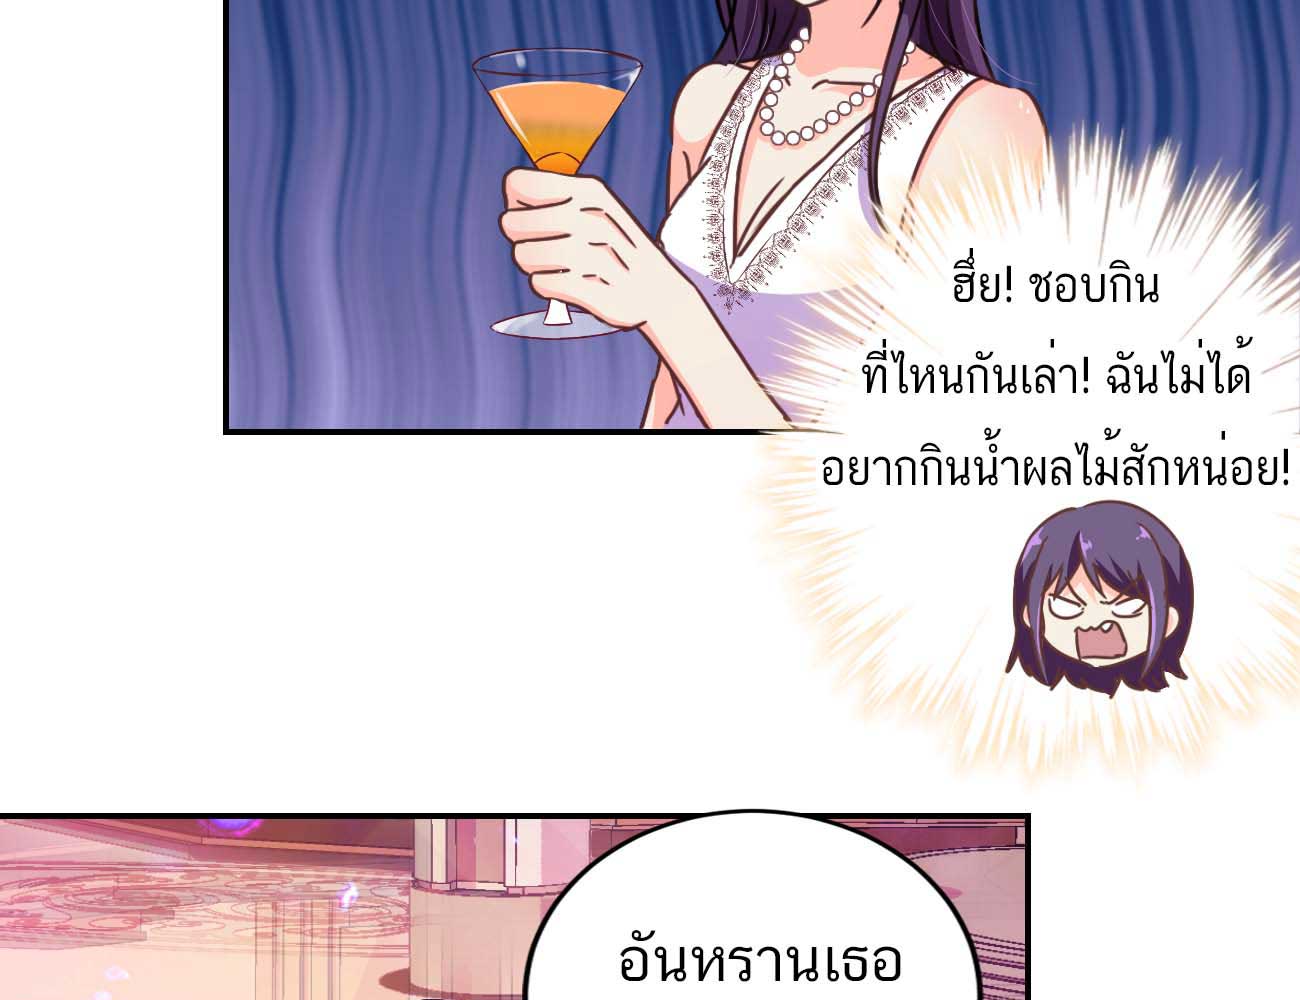 ฮึ่ย! ชอบกิน
ที่ไหนกันเล่า! ฉันไม่ได้
อยากกินน้ำผลไม้สักหน่อย!
อันหรานเธอ